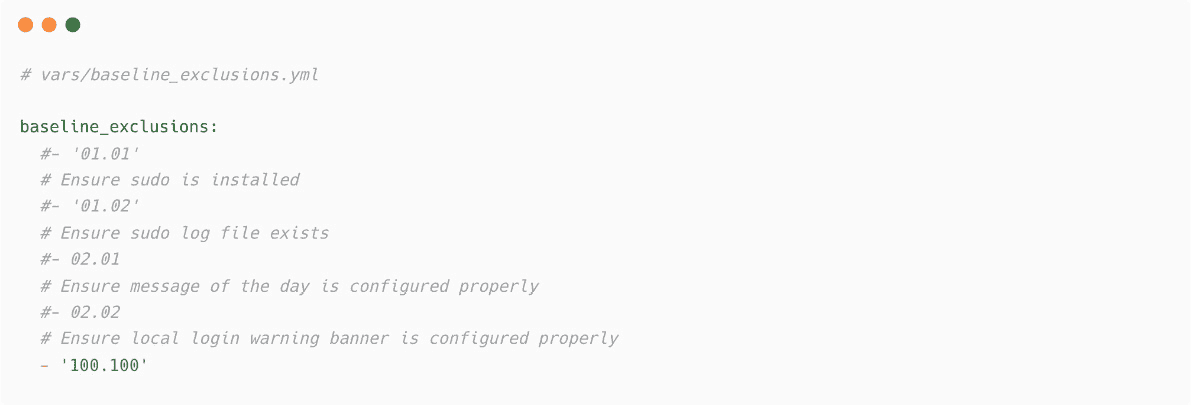 # vars/baseline_exclusions.yml
baseline_exclusions:
#- '01.01'
# Ensure sudo is installed
#- '01.02'
# Ensure sudo log file exists
#- 02.01
# Ensure message of the day is configured properly
#- 02.02
# Ensure local login warning banner is configured properly
- '100.100'